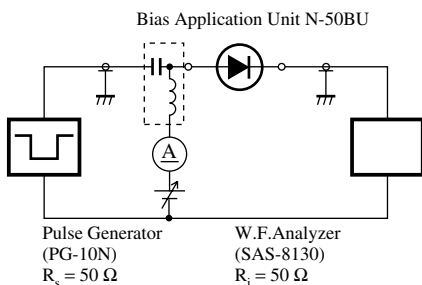 Bias Application Unit N-50BU
A
Pulse Generator
(PG-10N)
Rs = 50 Ω
W.F.Analyzer
(SAS-8130)
Ri = 50 Ω